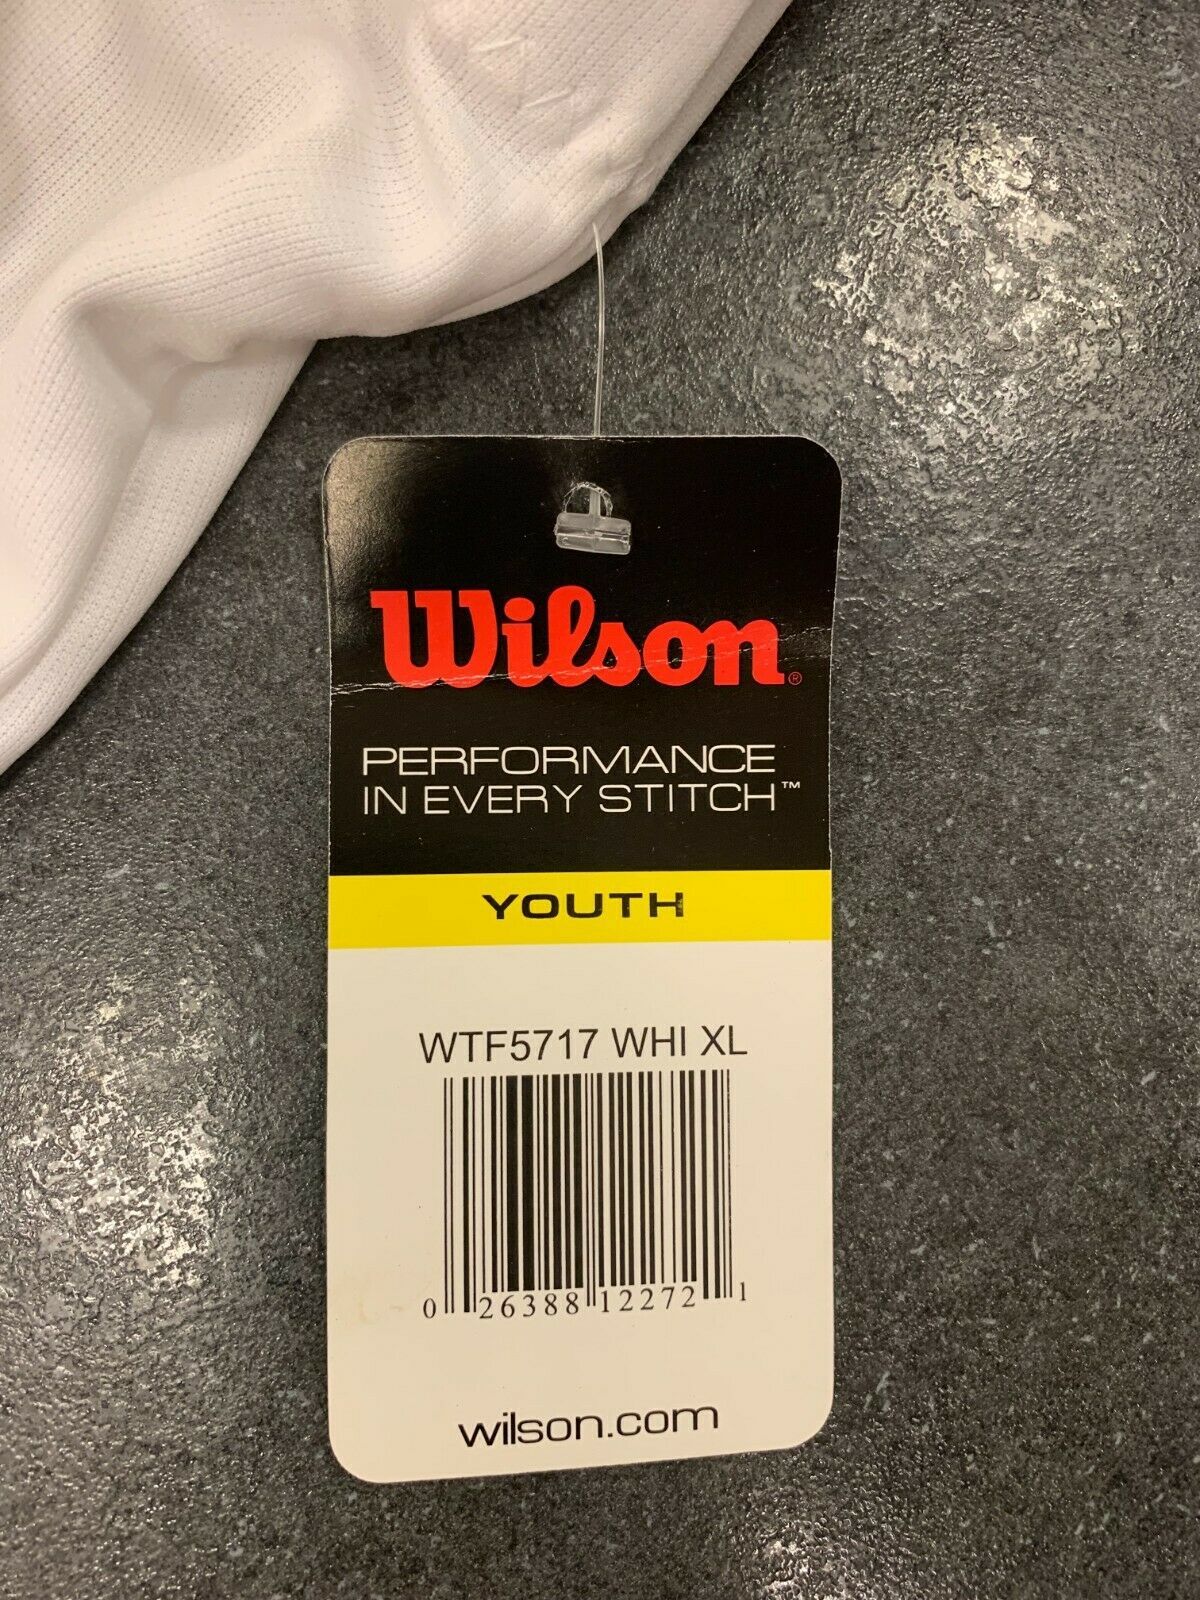 Wilson®
PERFORMANCE
IN EVERY STITCH™
YOUTH
WTF5717 WHI XL
0 26388 12272 1
wilson.com